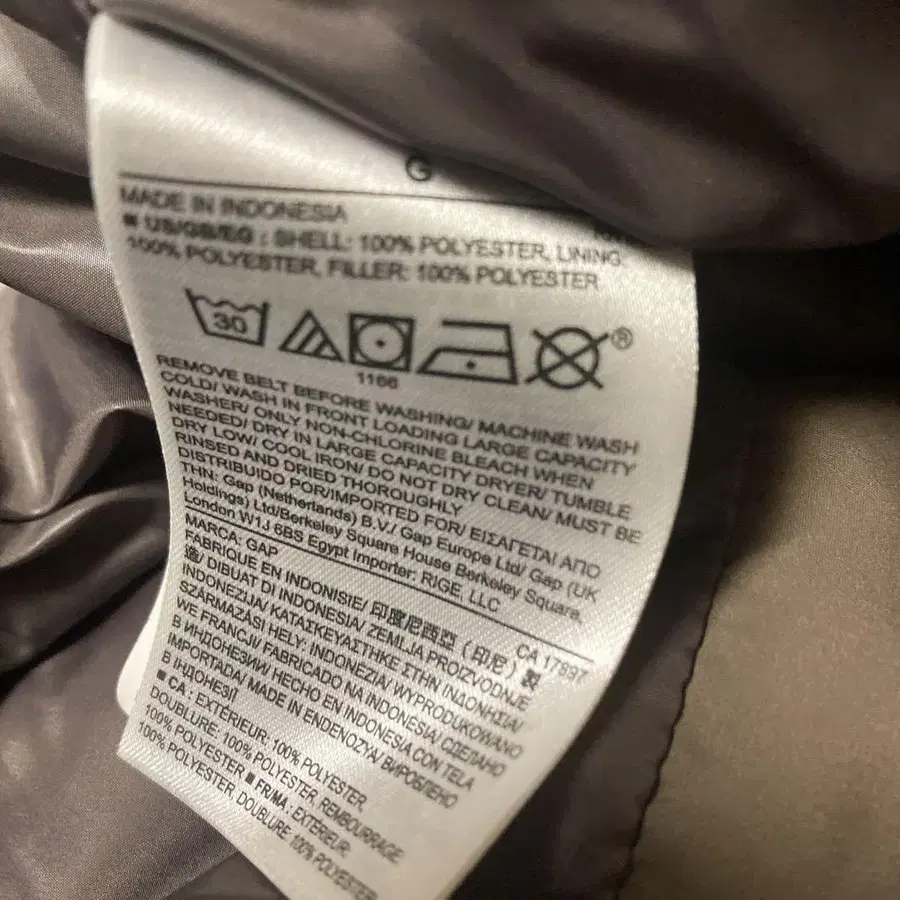 G
MADE IN INDONESIA
■ US/GB/EG : SHELL: 100% POLYESTER, LINING:
100% POLYESTER, FILLER: 100% POLYESTER
30
®
1166
REMOVE BELT BEFORE WASHING/ MACHINE WASH
COLD/ WASH IN FRONT LOADING LARGE CAPACITY
WASHER/ ONLY NON-CHLORINE BLEACH WHEN
NEEDED/ DRY IN LARGE CAPACITY DRYER/ TUMBLE
DRY LOW/ COOL IRON/ DO NOT DRY CLEAN/ MUST BE
RINSED AND DRIED THOROUGHLY
DISTRIBUIDO POR/IMPORTED FOR/ ΕΙΣΑΓΕΤΑΙ ΑΠΟ
ΤΗΝ: Gap (Netherlands) B.V./ Gap Europe Ltd/ Gap (UK
Holdings) Ltd/Berkeley Square House Berkeley Square,
London W1J 6BS Egypt Importer: RIGE, LLC
MARCA: GAP
CA 17897
FABRIQUE EN INDONISIE/ 印度尼西亞 ( 印尼 ) 製
造/ DIBUAT DI INDONESIA/ ZEMLJA PROIZVODNJE
INDONEZIJA/ ΚΑΤΑΣΚΕΥΑΣΤΗΚΕ ΣΤΗΝ ΙΝΔΟΝΗΣΙΑ/
SZÁRMAZÁSI HELY: INDONÉZIA/ WYPRODUKOWANO
WE FRANCJI/ FABRICADO NA INDONÉSIA/ СДЕЛАНО
В ИНДОНЕЗИИ/ HECHO EN INDONESIA CON TELA
IMPORTADA/ MADE IN ENDONEZYA/ ВИРОБЛЕНО
В ІНДОНЕЗІЇ
■ CA : EXTÉRIEUR: 100% POLYESTER,
DOUBLURE: 100% POLYESTER, REMBOURRAGE:
100% POLYESTER ■ FR/MA : EXTÉRIEUR:
100% POLYESTER, DOUBLURE: 100% POLYESTER